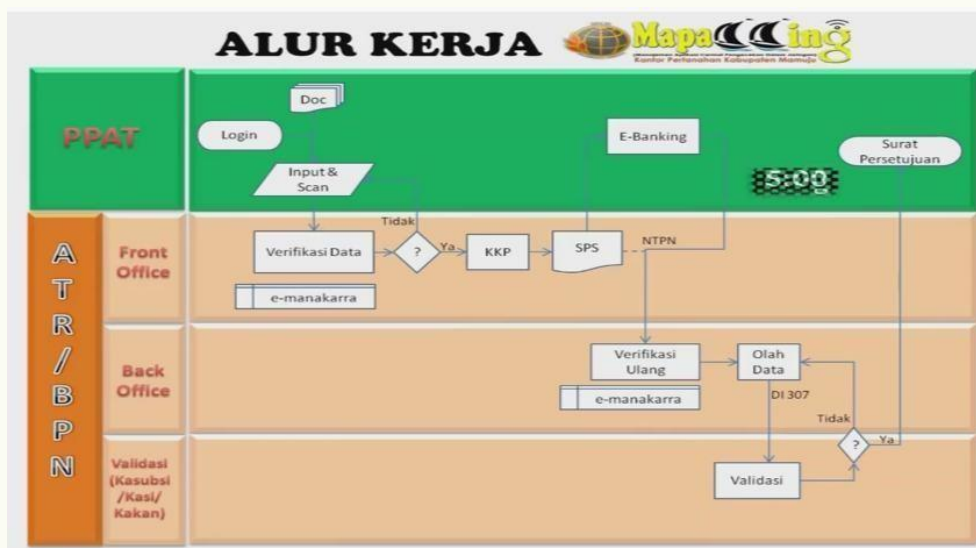 ALUR KERJA
Mapaccing
Kantor Pertanahan Kabupaten Mamuju
PPAT
Doc
Login
Input &
Scan
E-Banking
Surat
Persetujuan
5:00
ATR/BPN
Front
Office
Tidak
Verifikasi Data
?
Ya
KKP
SPS
NTPN
e-manakarra
Back
Office
Verifikasi
Ulang
Olah
Data
e-manakarra
DI 307
Tidak
?
Ya
Validasi
(Kasubsi
/Kasi/
Kakan)
Validasi